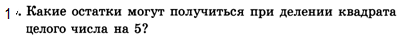 1. Какие остатки могут получиться при делении квадрата
целого числа на 5?